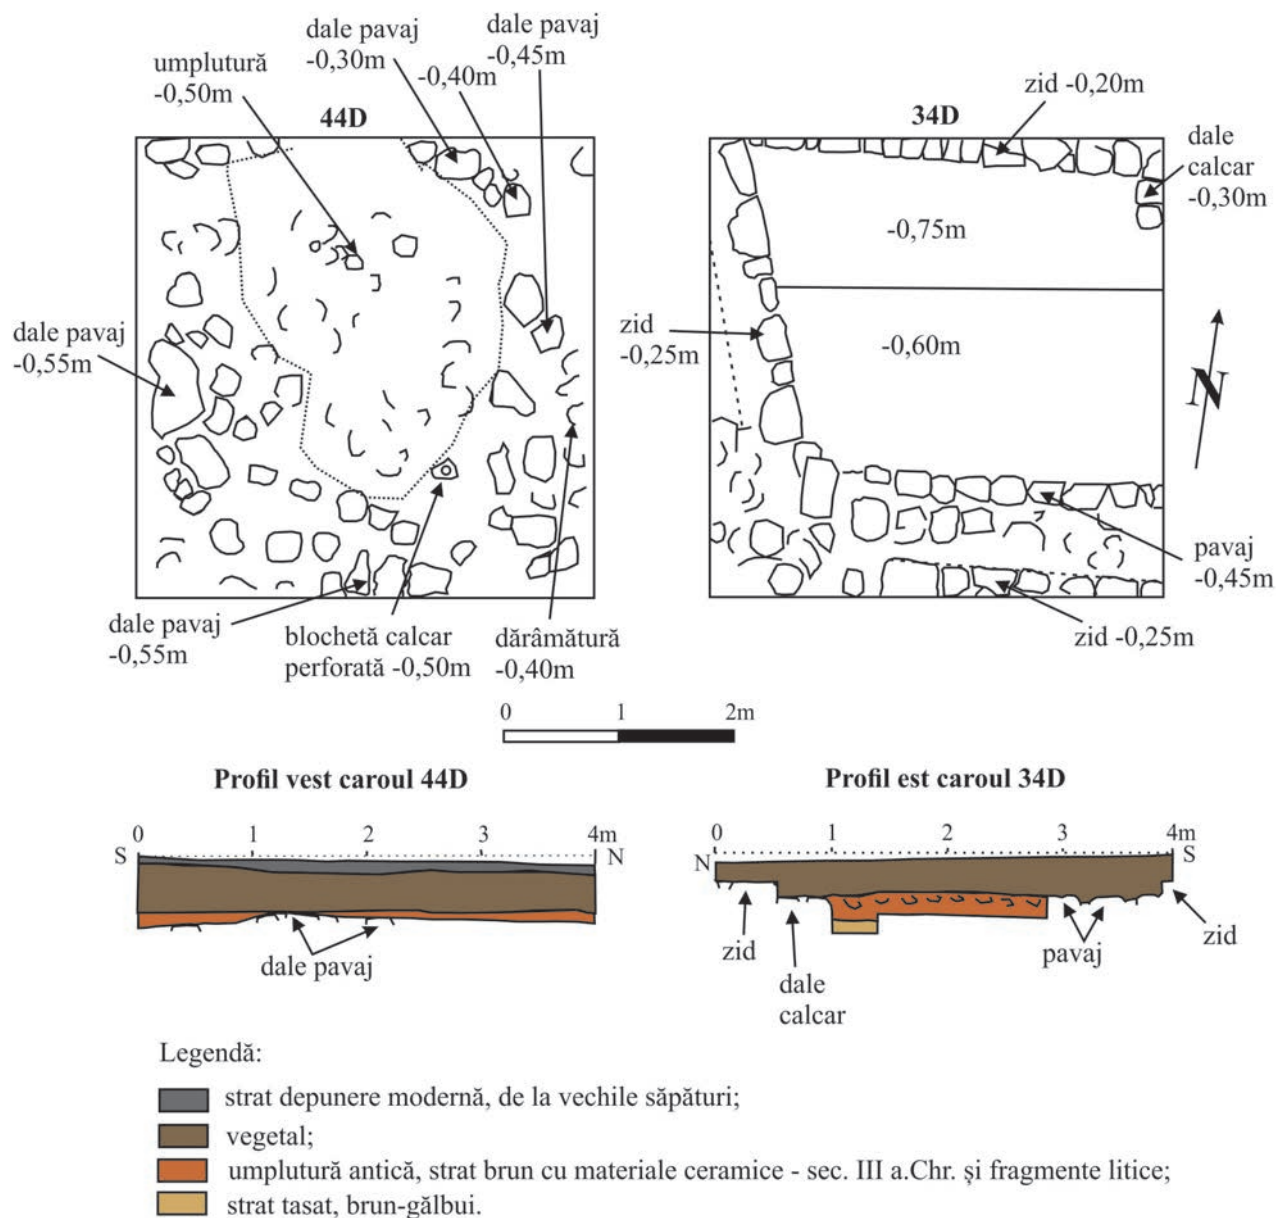 dale pavaj
-0,30m
dale pavaj
-0,45m
umplutură
-0,50m
-0,40m
44D
dale pavaj
-0,55m
dale pavaj
-0,55m
blochetă calcar
perforată -0,50m
dărâmătură
-0,40m
34D
zid -0,20m
dale
calcar
-0,30m
-0,75m
zid
-0,25m
-0,60m
N
pavaj
-0,45m
zid -0,25m
0 1 2m
Profil vest caroul 44D
0 1 2 3 4m
S N
dale pavaj
Profil est caroul 34D
0 1 2 3 4m
N S
zid
dale
calcar
pavaj
zid
Legendă:
strat depunere modernă, de la vechile săpături;
vegetal;
umplutură antică, strat brun cu materiale ceramice - sec. III a.Chr. și fragmente litice;
strat tasat, brun-gălbui.